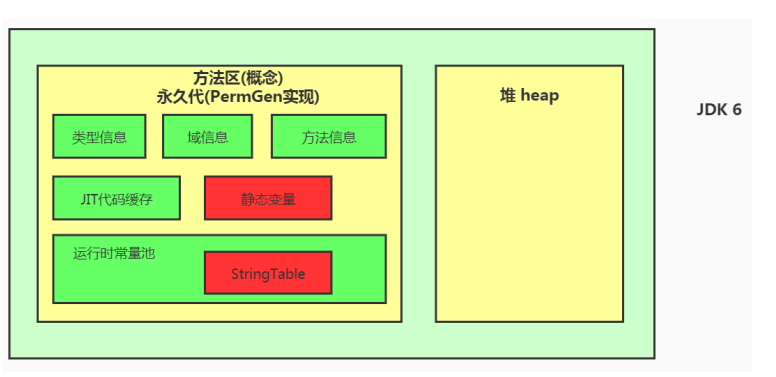 方法区(概念)
永久代(PermGen实现)
类型信息
域信息
方法信息
JIT代码缓存
静态变量
运行时常量池
StringTable
堆 heap
JDK 6